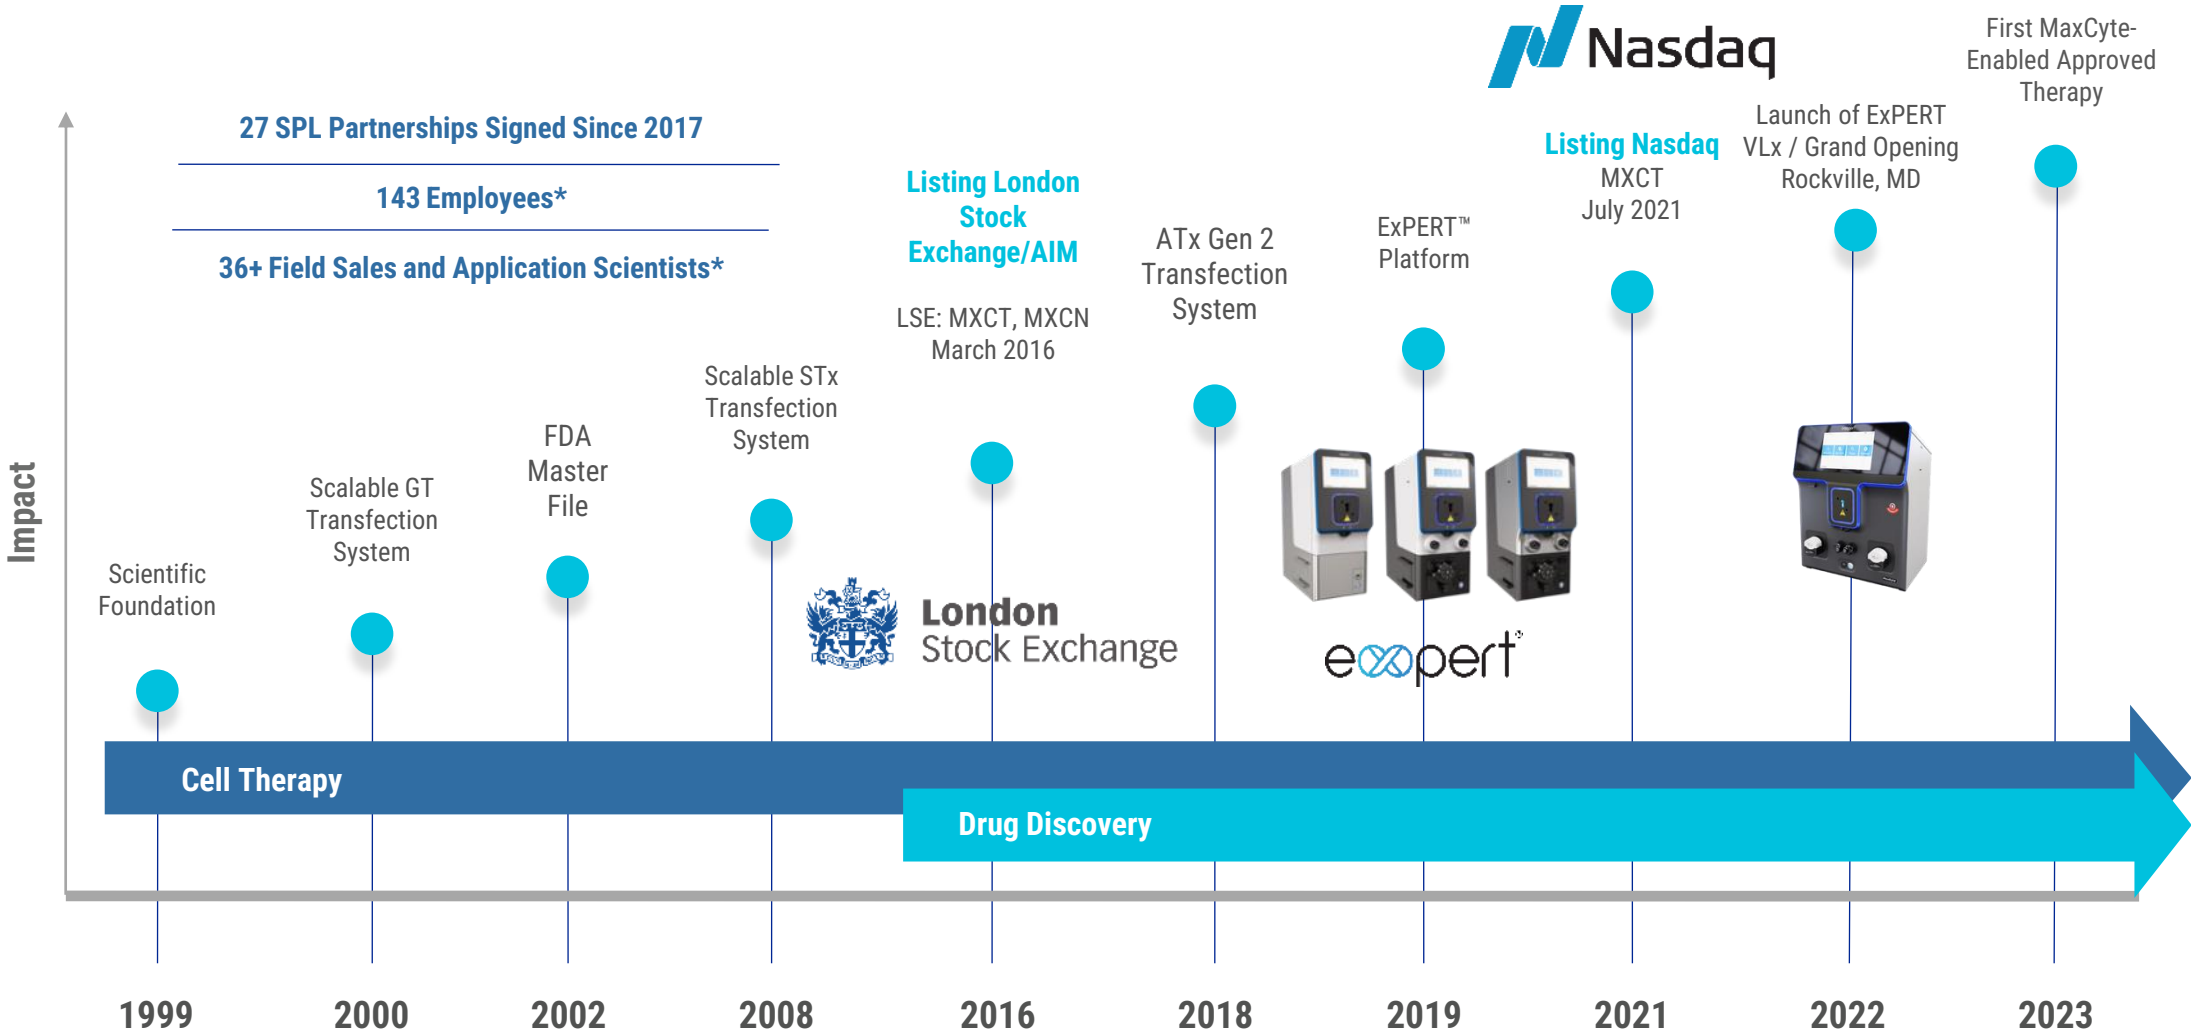 Nasdaq
First MaxCyte-
Enabled Approved
Therapy
27 SPL Partnerships Signed Since 2017
143 Employees*
36+ Field Sales and Application Scientists*
Listing London
Stock
Exchange/AIM
LSE: MXCT, MXCN
March 2016
ATx Gen 2
Transfection
System
ExPERT™
Platform
Listing Nasdaq
MXCT
July 2021
Launch of ExPERT
VLx / Grand Opening
Rockville, MD
Impact
Scientific
Foundation
Scalable GT
Transfection
System
FDA
Master
File
Scalable STx
Transfection
System
London
Stock Exchange
expert
Cell Therapy
Drug Discovery
1999
2000
2002
2008
2016
2018
2019
2021
2022
2023